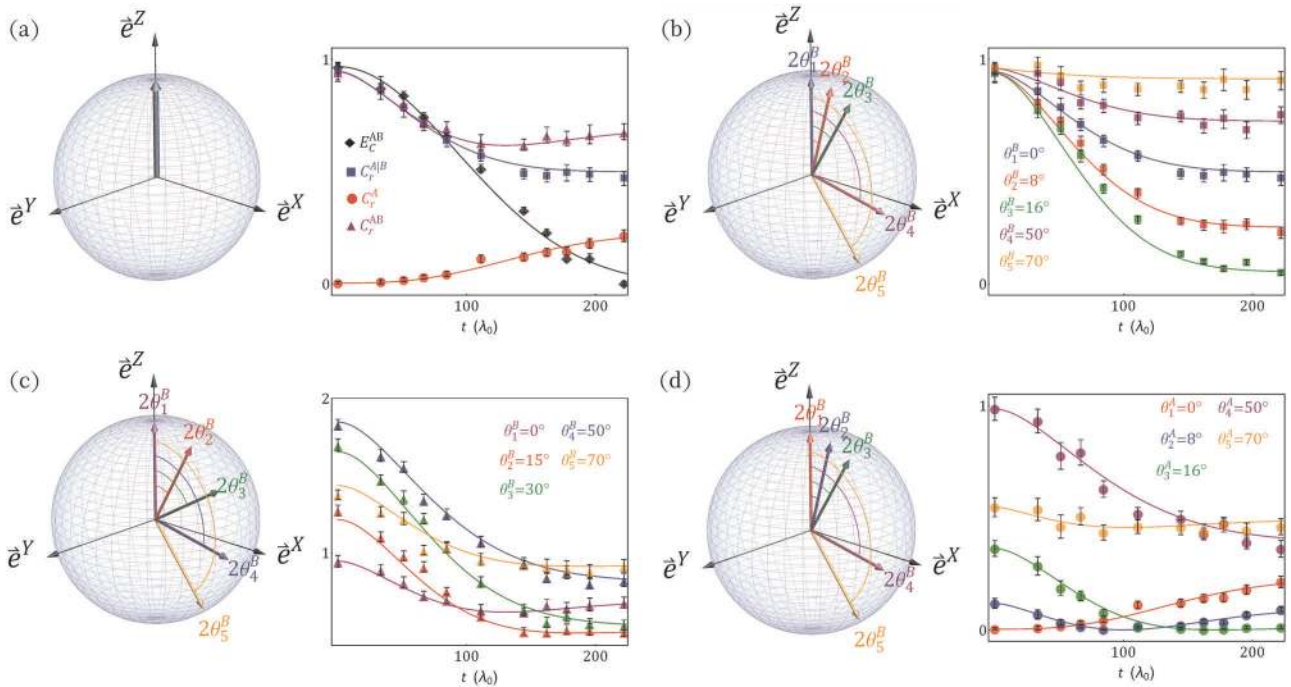 (a)
e⃗^Z
e⃗^Y
e⃗^X
1
0
E_C^{AB}
C_r^{A|B}
C_r^A
C_r^{AB}
100
200
t (λ₀)
(b)
e⃗^Z
2θ_1^B
2θ_2^B
2θ_3^B
e⃗^Y
e⃗^X
2θ_4^B
2θ_5^B
1
0
θ_1^B=0°
θ_2^B=8°
θ_3^B=16°
θ_4^B=50°
θ_5^B=70°
100
200
t (λ₀)
(c)
e⃗^Z
2θ_1^B
2θ_2^B
2θ_3^B
e⃗^Y
e⃗^X
2θ_4^B
2θ_5^B
2
1
θ_1^B=0° θ_4^B=50°
θ_2^B=15° θ_5^B=70°
θ_3^B=30°
100
200
t (λ₀)
(d)
e⃗^Z
2θ_1^B
2θ_2^B
2θ_3^B
e⃗^Y
e⃗^X
2θ_4^B
2θ_5^B
1
0
θ_1^A=0° θ_4^A=50°
θ_2^A=8° θ_5^A=70°
θ_3^A=16°
100
200
t (λ₀)